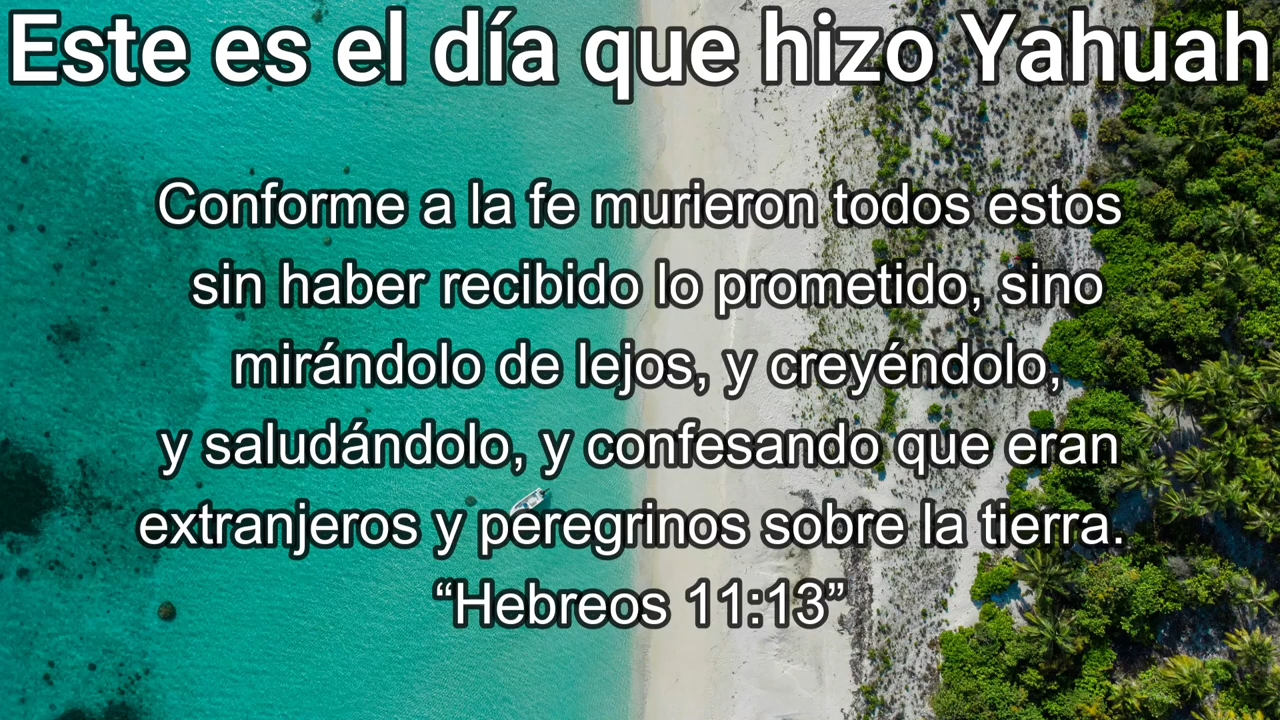 Este es el día que hizo Yahuah
Conforme a la fe murieron todos estos
sin haber recibido lo prometido, sino
mirándolo de lejos, y creyéndolo,
y saludándolo, y confesando que eran
extranjeros y peregrinos sobre la tierra.
“Hebreos 11:13”